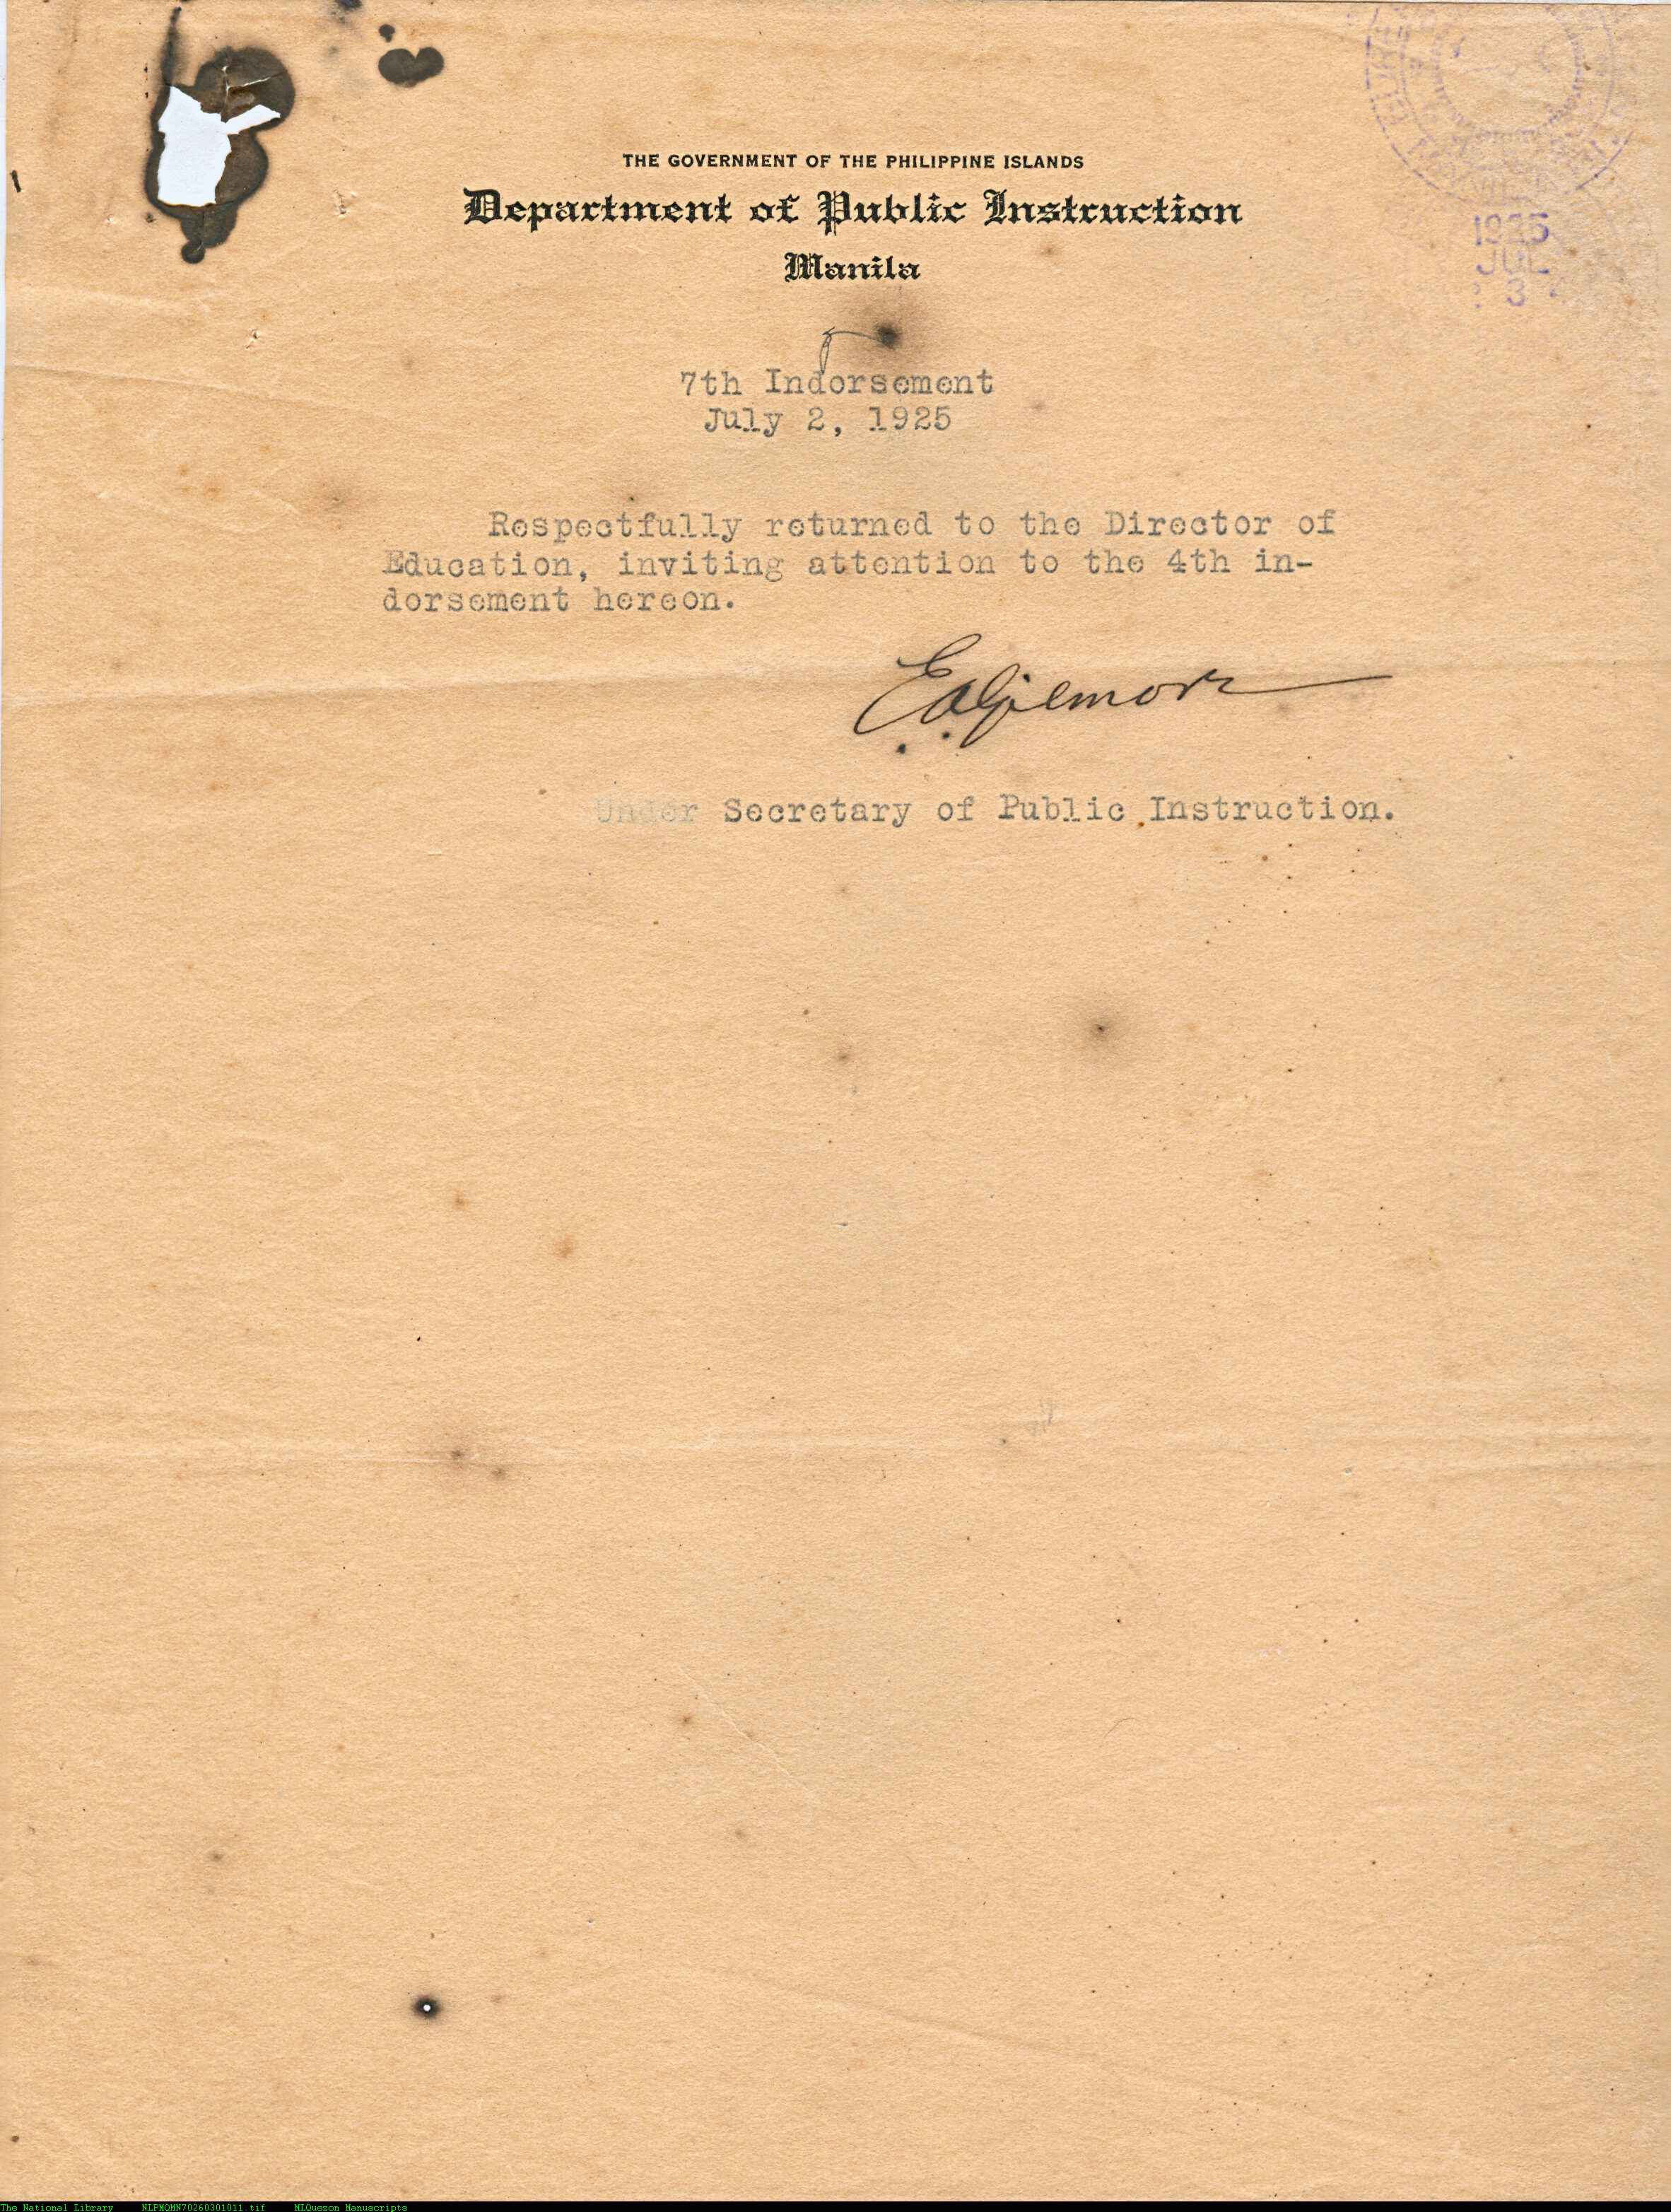 THE GOVERNMENT OF THE PHILIPPINE ISLANDS
Department of Public Instruction
Manila
1925
JUL
3
7th Indorsement
July 2, 1925
Respectfully returned to the Director of
Education, inviting attention to the 4th in-
dorsement hereon.
EAGilmore
Under Secretary of Public Instruction.
The National Library NLPMQMN70260301011.tif MLQuezon Manuscripts